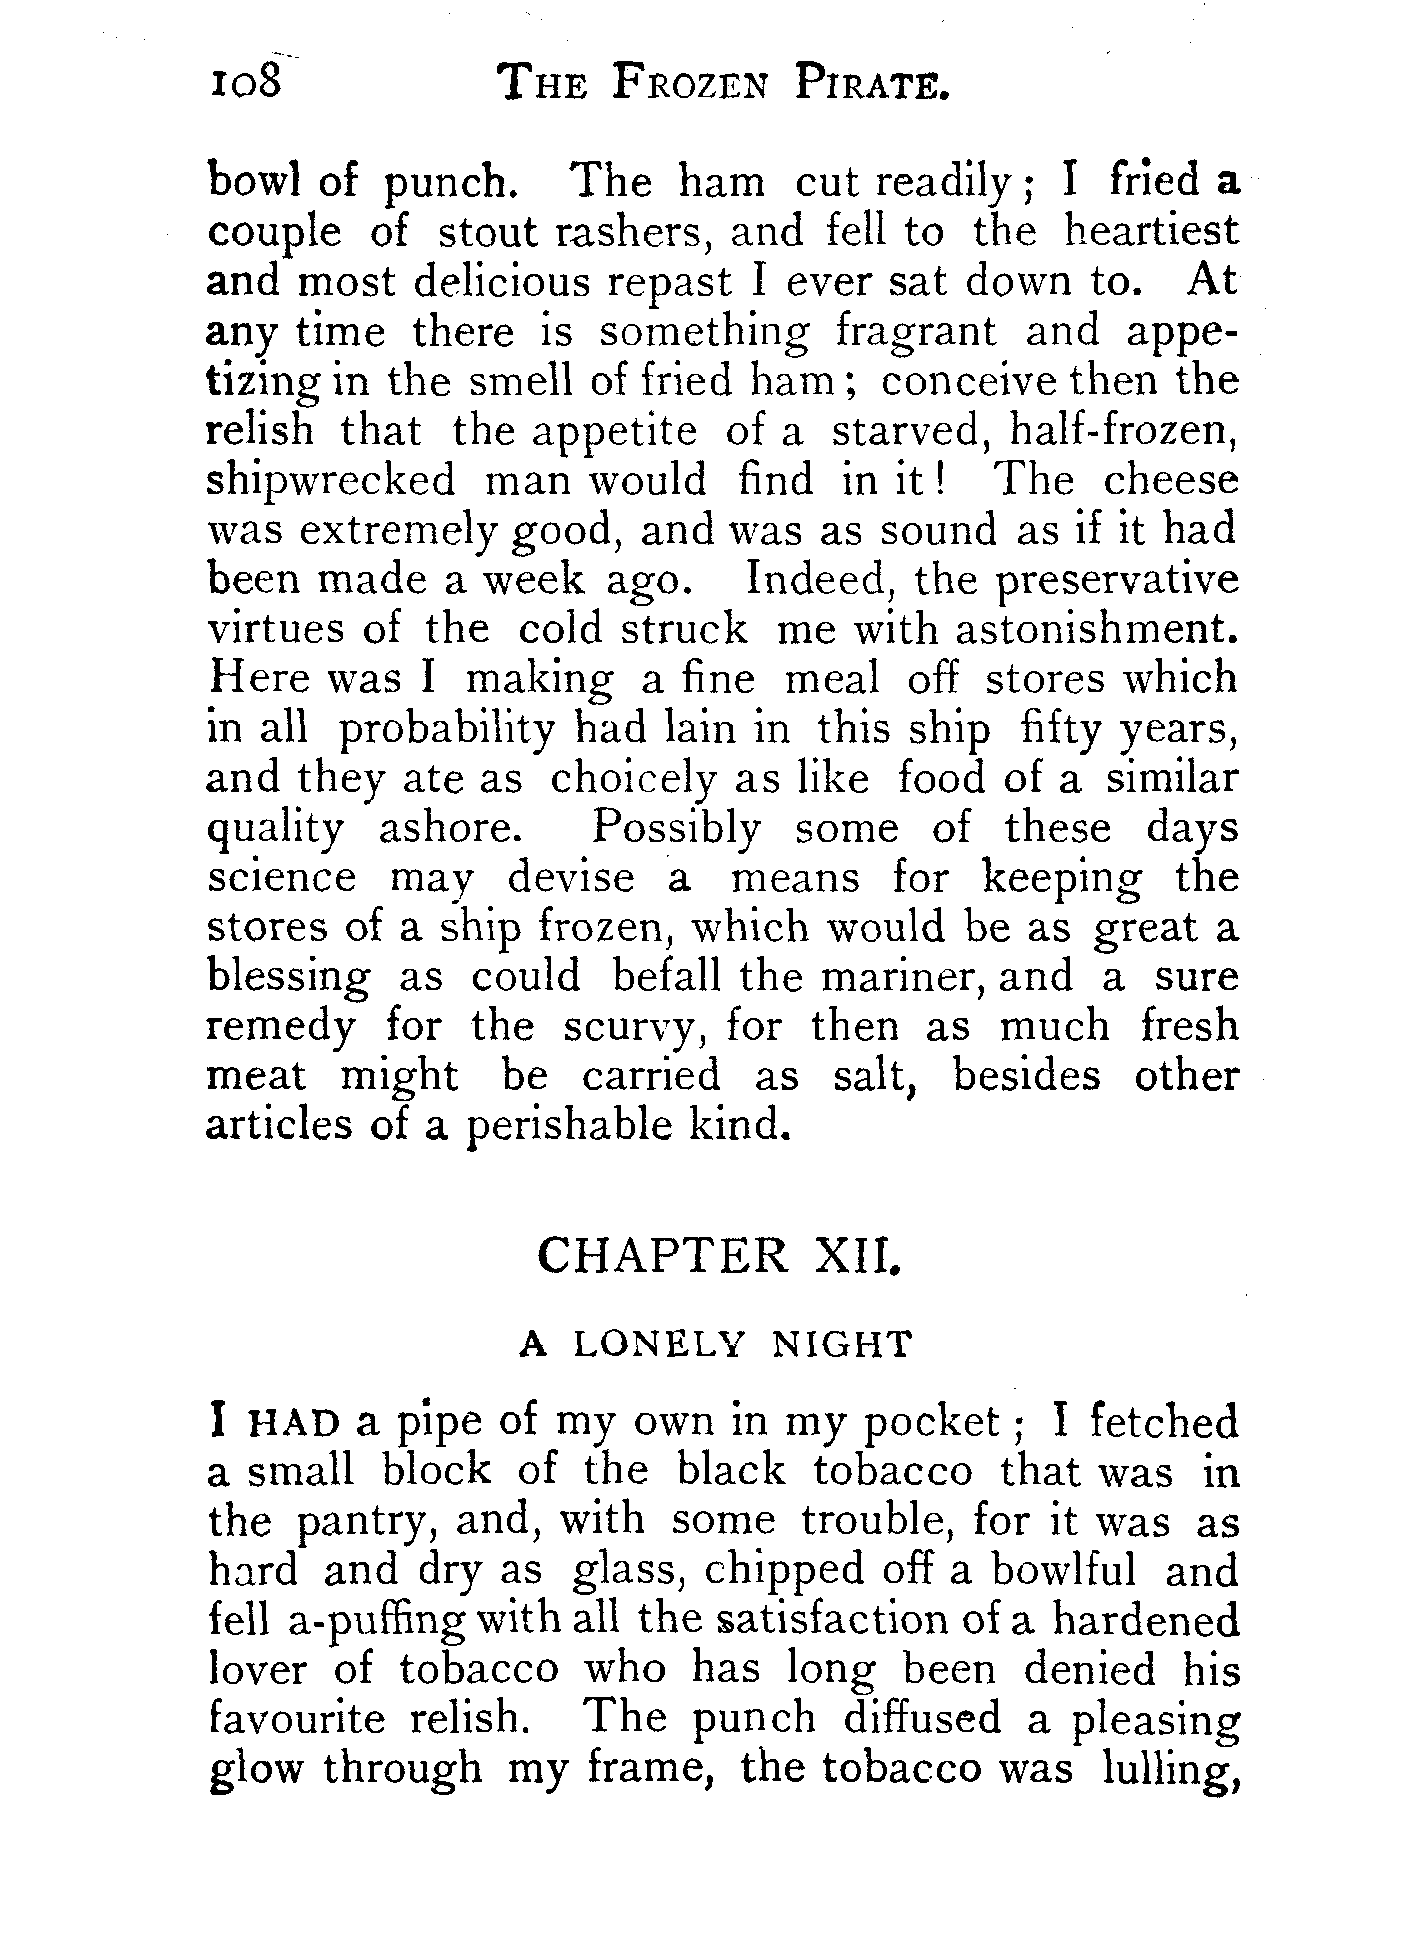 108 THE FROZEN PIRATE.
bowl of punch. The ham cut readily; I fried a
couple of stout rashers, and fell to the heartiest
and most delicious repast I ever sat down to. At
any time there is something fragrant and appe-
tizing in the smell of fried ham; conceive then the
relish that the appetite of a starved, half-frozen,
shipwrecked man would find in it! The cheese
was extremely good, and was as sound as if it had
been made a week ago. Indeed, the preservative
virtues of the cold struck me with astonishment.
Here was I making a fine meal off stores which
in all probability had lain in this ship fifty years,
and they ate as choicely as like food of a similar
quality ashore. Possibly some of these days
science may devise a means for keeping the
stores of a ship frozen, which would be as great a
blessing as could befall the mariner, and a sure
remedy for the scurvy, for then as much fresh
meat might be carried as salt, besides other
articles of a perishable kind.
CHAPTER XII.
A LONELY NIGHT
I HAD a pipe of my own in my pocket; I fetched
a small block of the black tobacco that was in
the pantry, and, with some trouble, for it was as
hard and dry as glass, chipped off a bowlful and
fell a-puffing with all the satisfaction of a hardened
lover of tobacco who has long been denied his
favourite relish. The punch diffused a pleasing
glow through my frame, the tobacco was lulling,